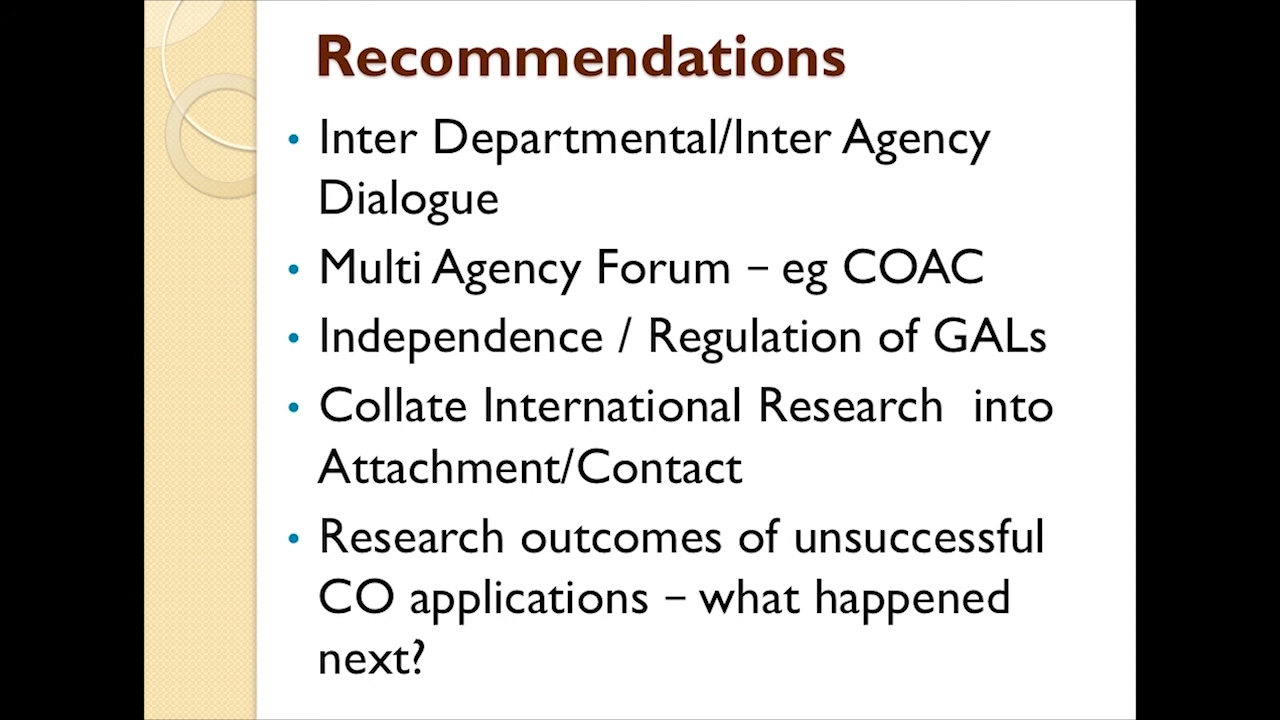 Recommendations
• Inter Departmental/Inter Agency
Dialogue
• Multi Agency Forum – eg COAC
• Independence / Regulation of GALs
• Collate International Research  into
Attachment/Contact
• Research outcomes of unsuccessful
CO applications – what happened
next?